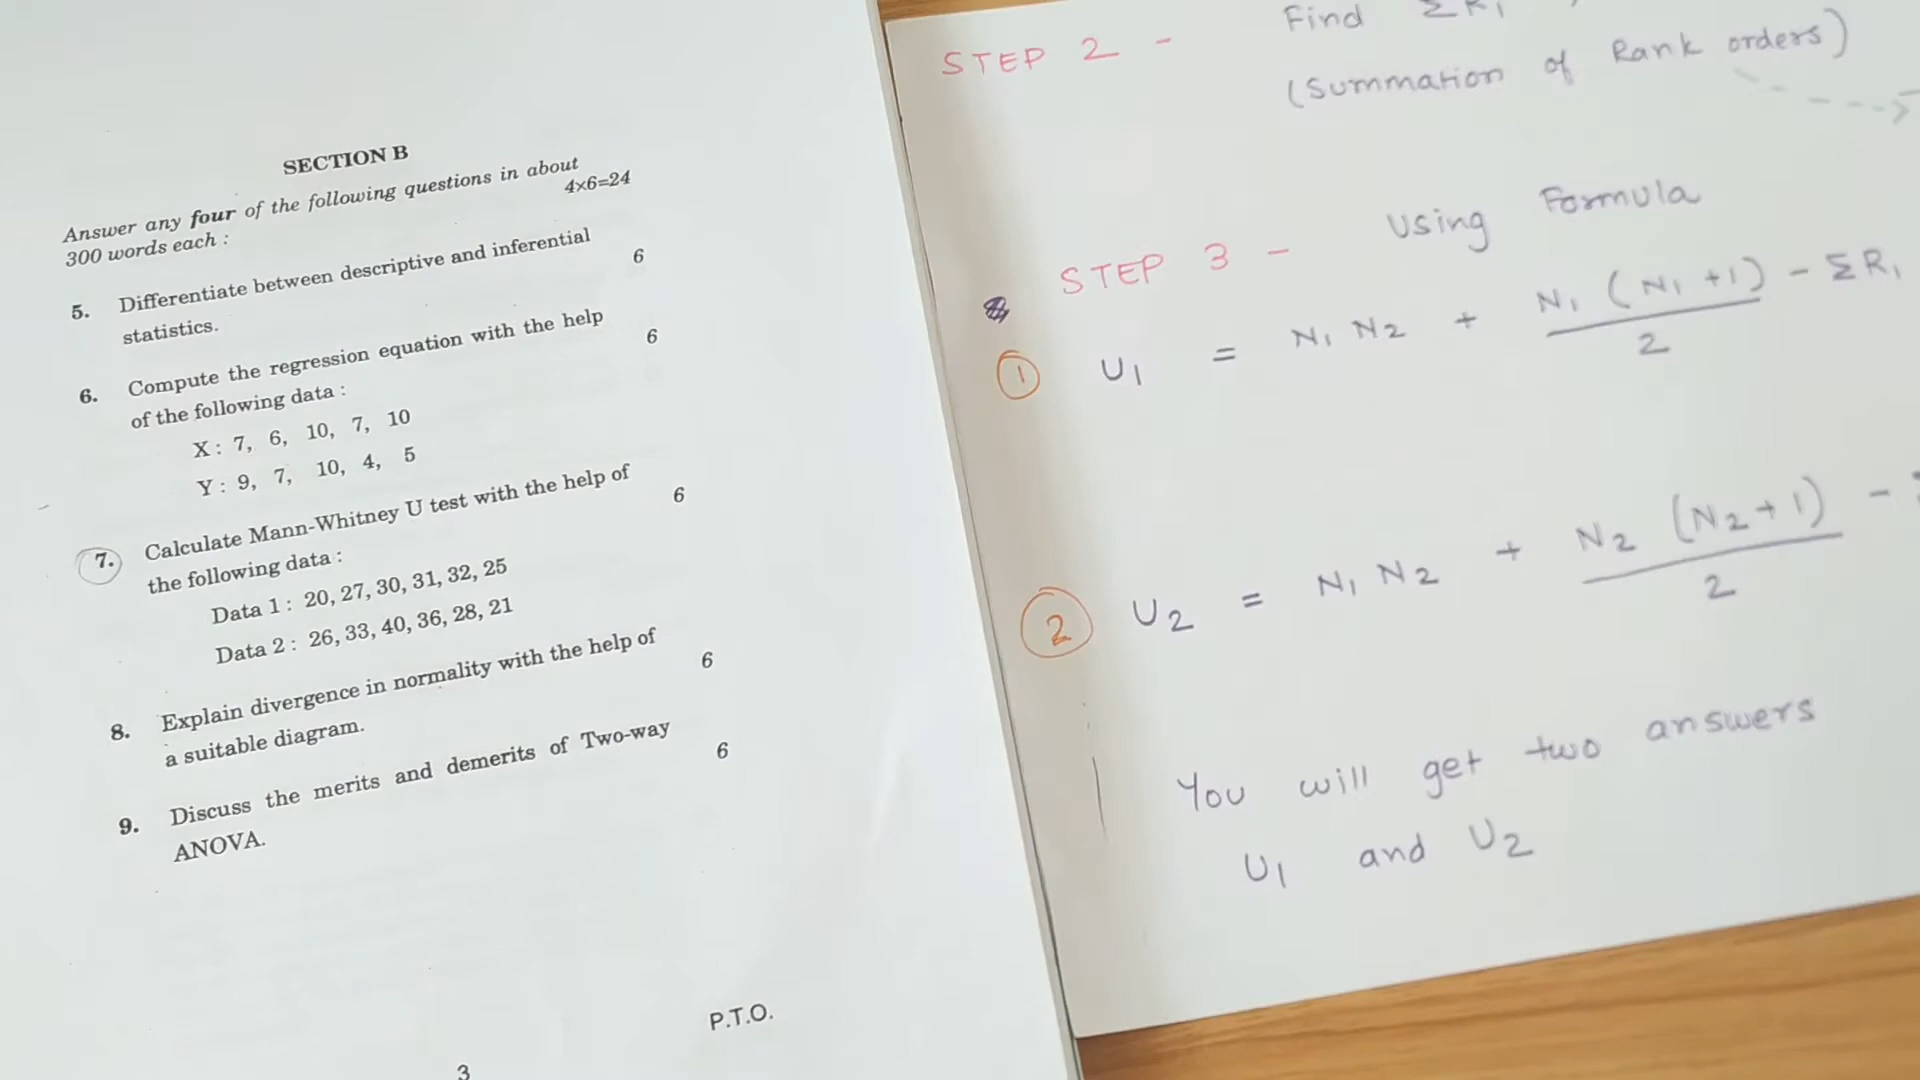 SECTION B
Answer any four of the following questions in about
300 words each : 4×6=24
5. Differentiate between descriptive and inferential
statistics. 6
6. Compute the regression equation with the help
of the following data : 6
X : 7, 6, 10, 7, 10
Y : 9, 7, 10, 4, 5
7. Calculate Mann-Whitney U test with the help of
the following data : 6
Data 1 : 20, 27, 30, 31, 32, 25
Data 2 : 26, 33, 40, 36, 28, 21
8. Explain divergence in normality with the help of
a suitable diagram. 6
9. Discuss the merits and demerits of Two-way
ANOVA. 6
P.T.O.
3
STEP 2 - Find ΣR1
(Summation of Rank orders)
STEP 3 - Using Formula
1 U1 = N1 N2 + N1 (N1 + 1) / 2 - ΣR1
2 U2 = N1 N2 + N2 (N2 + 1) / 2 -
You will get two answers
U1 and U2